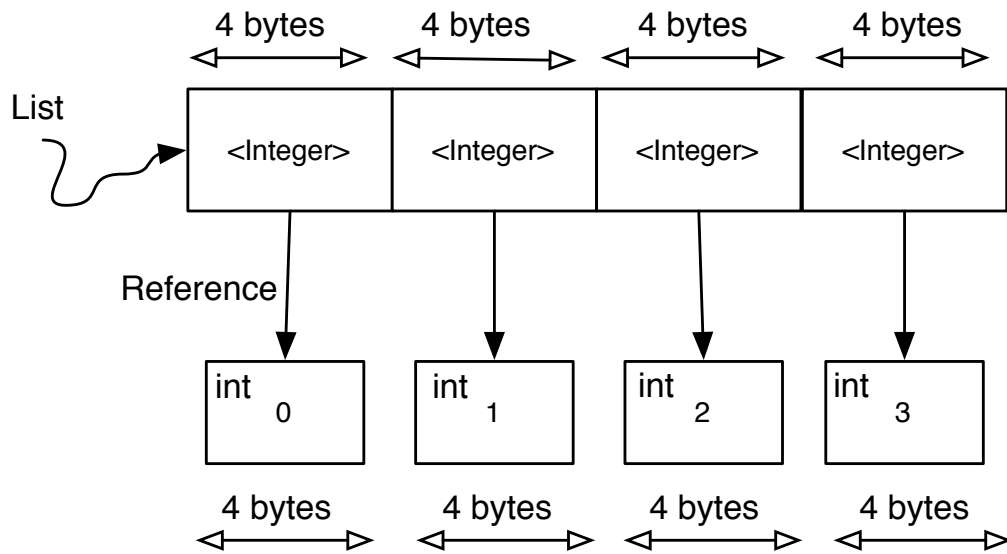 4 bytes 4 bytes 4 bytes 4 bytes
List
<Integer> <Integer> <Integer> <Integer>
Reference
int int int int
0 1 2 3
4 bytes 4 bytes 4 bytes 4 bytes